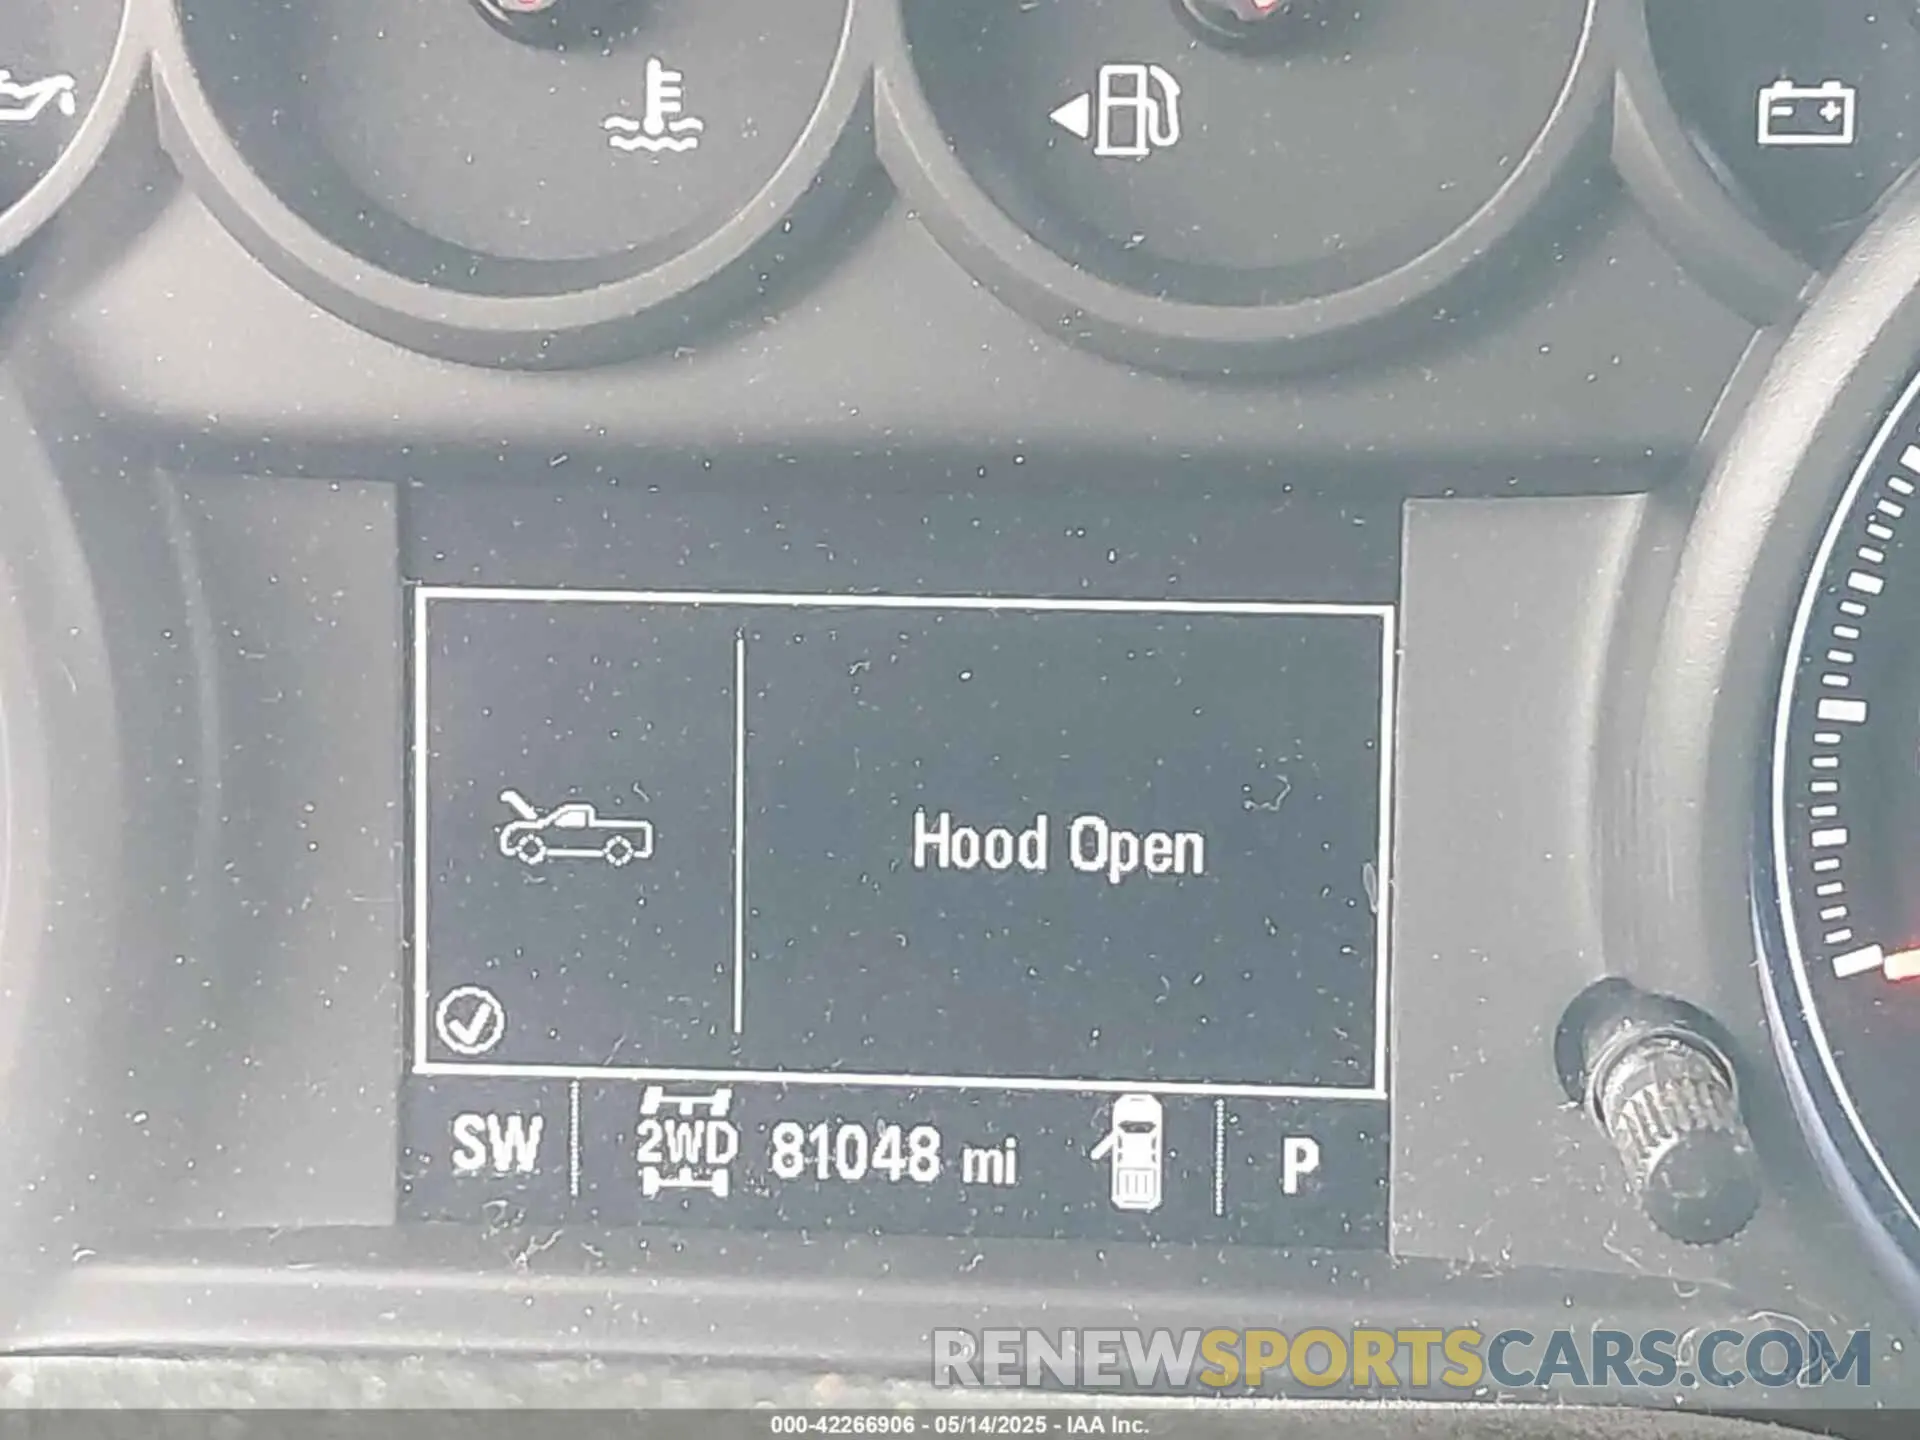 Hood Open
SW 2WD 81048 mi P
RENEWSPORTSCARS.COM
000-42266906 - 05/14/2025 - IAA Inc.